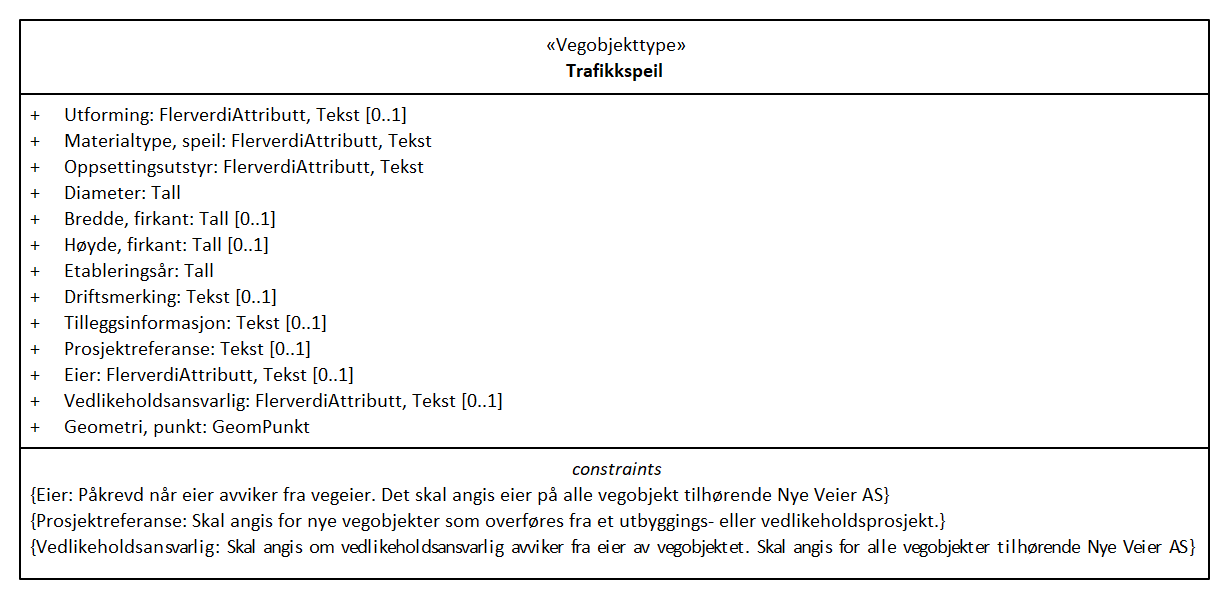 «Vegobjekttype»
Trafikkspeil
+ Utforming: FlerverdiAttributt, Tekst [0..1]
+ Materialtype, speil: FlerverdiAttributt, Tekst
+ Oppsettingsutstyr: FlerverdiAttributt, Tekst
+ Diameter: Tall
+ Bredde, firkant: Tall [0..1]
+ Høyde, firkant: Tall [0..1]
+ Etableringsår: Tall
+ Driftsmerking: Tekst [0..1]
+ Tilleggsinformasjon: Tekst [0..1]
+ Prosjektreferanse: Tekst [0..1]
+ Eier: FlerverdiAttributt, Tekst [0..1]
+ Vedlikeholdsansvarlig: FlerverdiAttributt, Tekst [0..1]
+ Geometri, punkt: GeomPunkt
constraints
{Eier: Påkrevd når eier avviker fra vegeier. Det skal angis eier på alle vegobjekt tilhørende Nye Veier AS}
{Prosjektreferanse: Skal angis for nye vegobjekter som overføres fra et utbyggings- eller vedlikeholdsprosjekt.}
{Vedlikeholdsansvarlig: Skal angis om vedlikeholdsansvarlig avviker fra eier av vegobjektet. Skal angis for alle vegobjekter tilhørende Nye Veier AS}